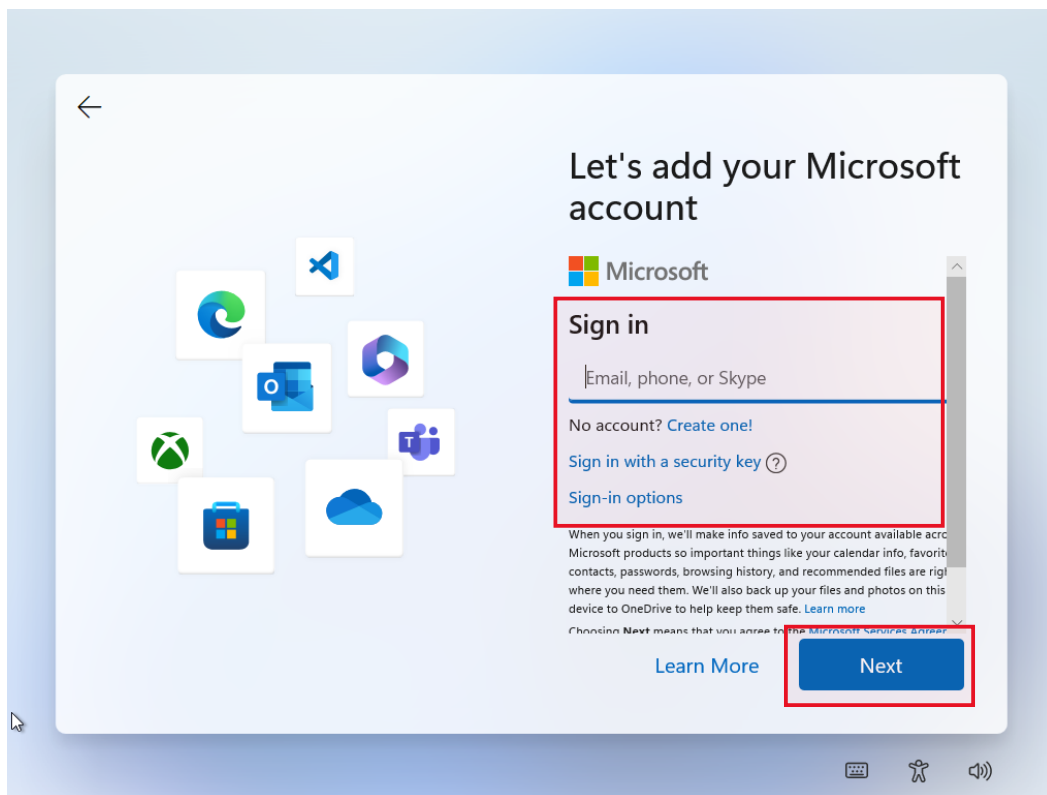 Let's add your Microsoft
account
Microsoft
Sign in
Email, phone, or Skype
No account? Create one!
Sign in with a security key
Sign-in options
When you sign in, we'll make info saved to your account available acro
Microsoft products so important things like your calendar info, favorit
contacts, passwords, browsing history, and recommended files are righ
where you need them. We'll also back up your files and photos on this
device to OneDrive to help keep them safe. Learn more
Choosing Next means that you agree to the Microsoft Services Agreer
Learn More
Next